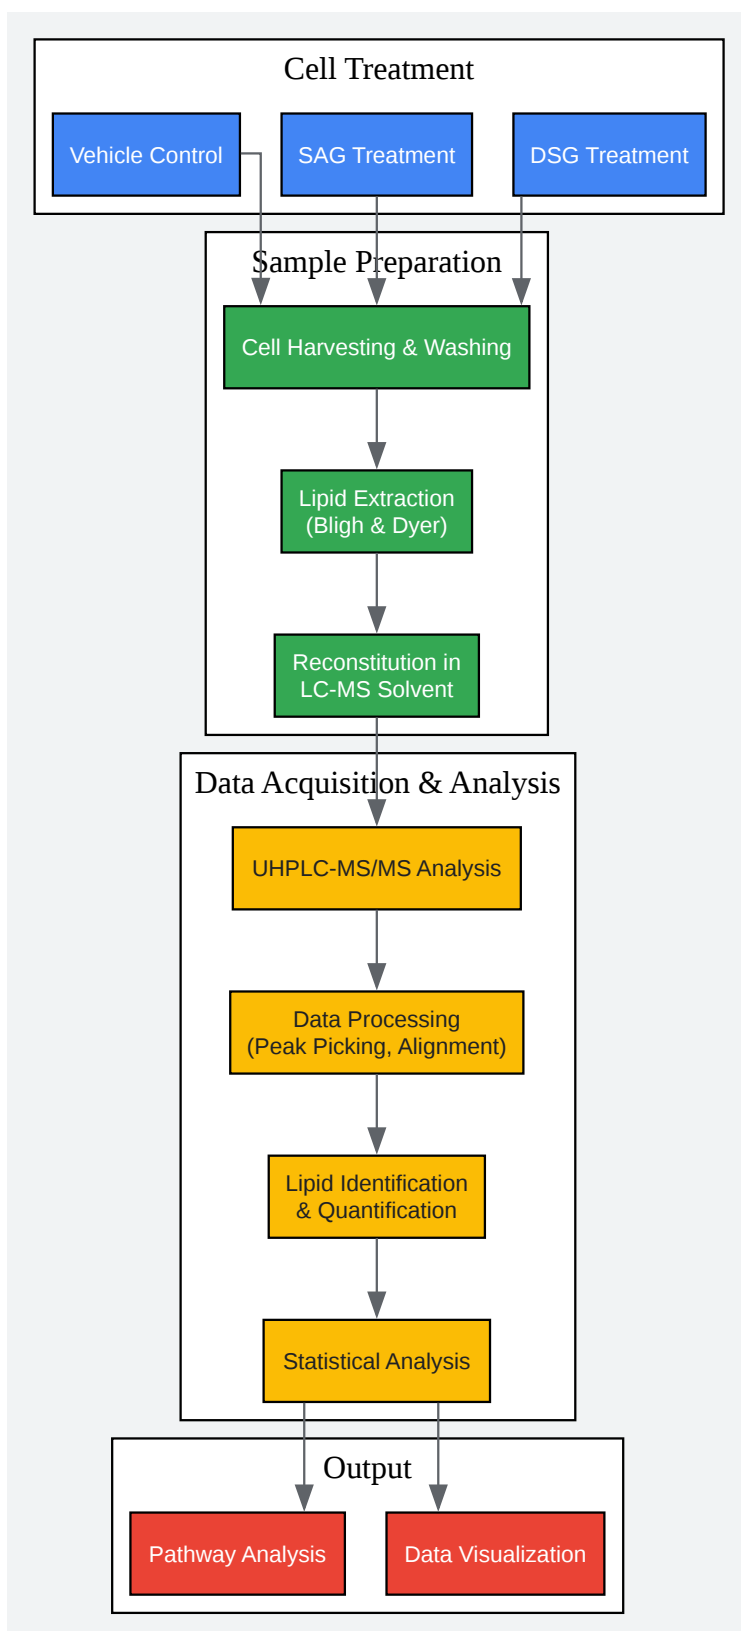 Cell Treatment
Vehicle Control
SAG Treatment
DSG Treatment
Sample Preparation
Cell Harvesting & Washing
Lipid Extraction
(Bligh & Dyer)
Reconstitution in
LC-MS Solvent
Data Acquisition & Analysis
UHPLC-MS/MS Analysis
Data Processing
(Peak Picking, Alignment)
Lipid Identification
& Quantification
Statistical Analysis
Output
Pathway Analysis
Data Visualization